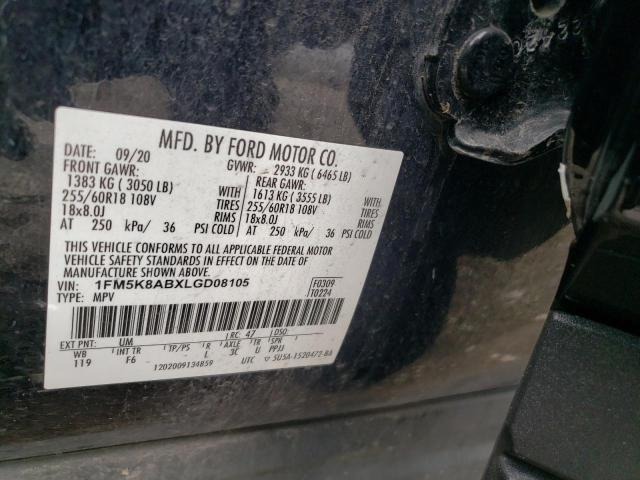 MFD. BY FORD MOTOR CO.
DATE: 09/20 GVWR: 2933 KG ( 6465 LB)
FRONT GAWR: REAR GAWR:
1383 KG ( 3050 LB) WITH 1613 KG ( 3555 LB) WITH
255/60R18 108V TIRES 255/60R18 108V TIRES
18x8.0J RIMS 18x8.0J RIMS
AT 250 kPa/ 36 PSI COLD AT 250 kPa/ 36 PSI COLD
THIS VEHICLE CONFORMS TO ALL APPLICABLE FEDERAL MOTOR
VEHICLE SAFETY STANDARDS IN EFFECT ON THE DATE OF
MANUFACTURE SHOWN ABOVE.
VIN: 1FM5K8ABXLGD08105 F0309
TYPE: MPV T0224
EXT PNT: UM RC: 47 DSO:
WB INT TR TP/PS R AXLE TR SPR
119 F6 - L 3C U PPJJ
1202009134859 UTC 5U5A-1520472-BA